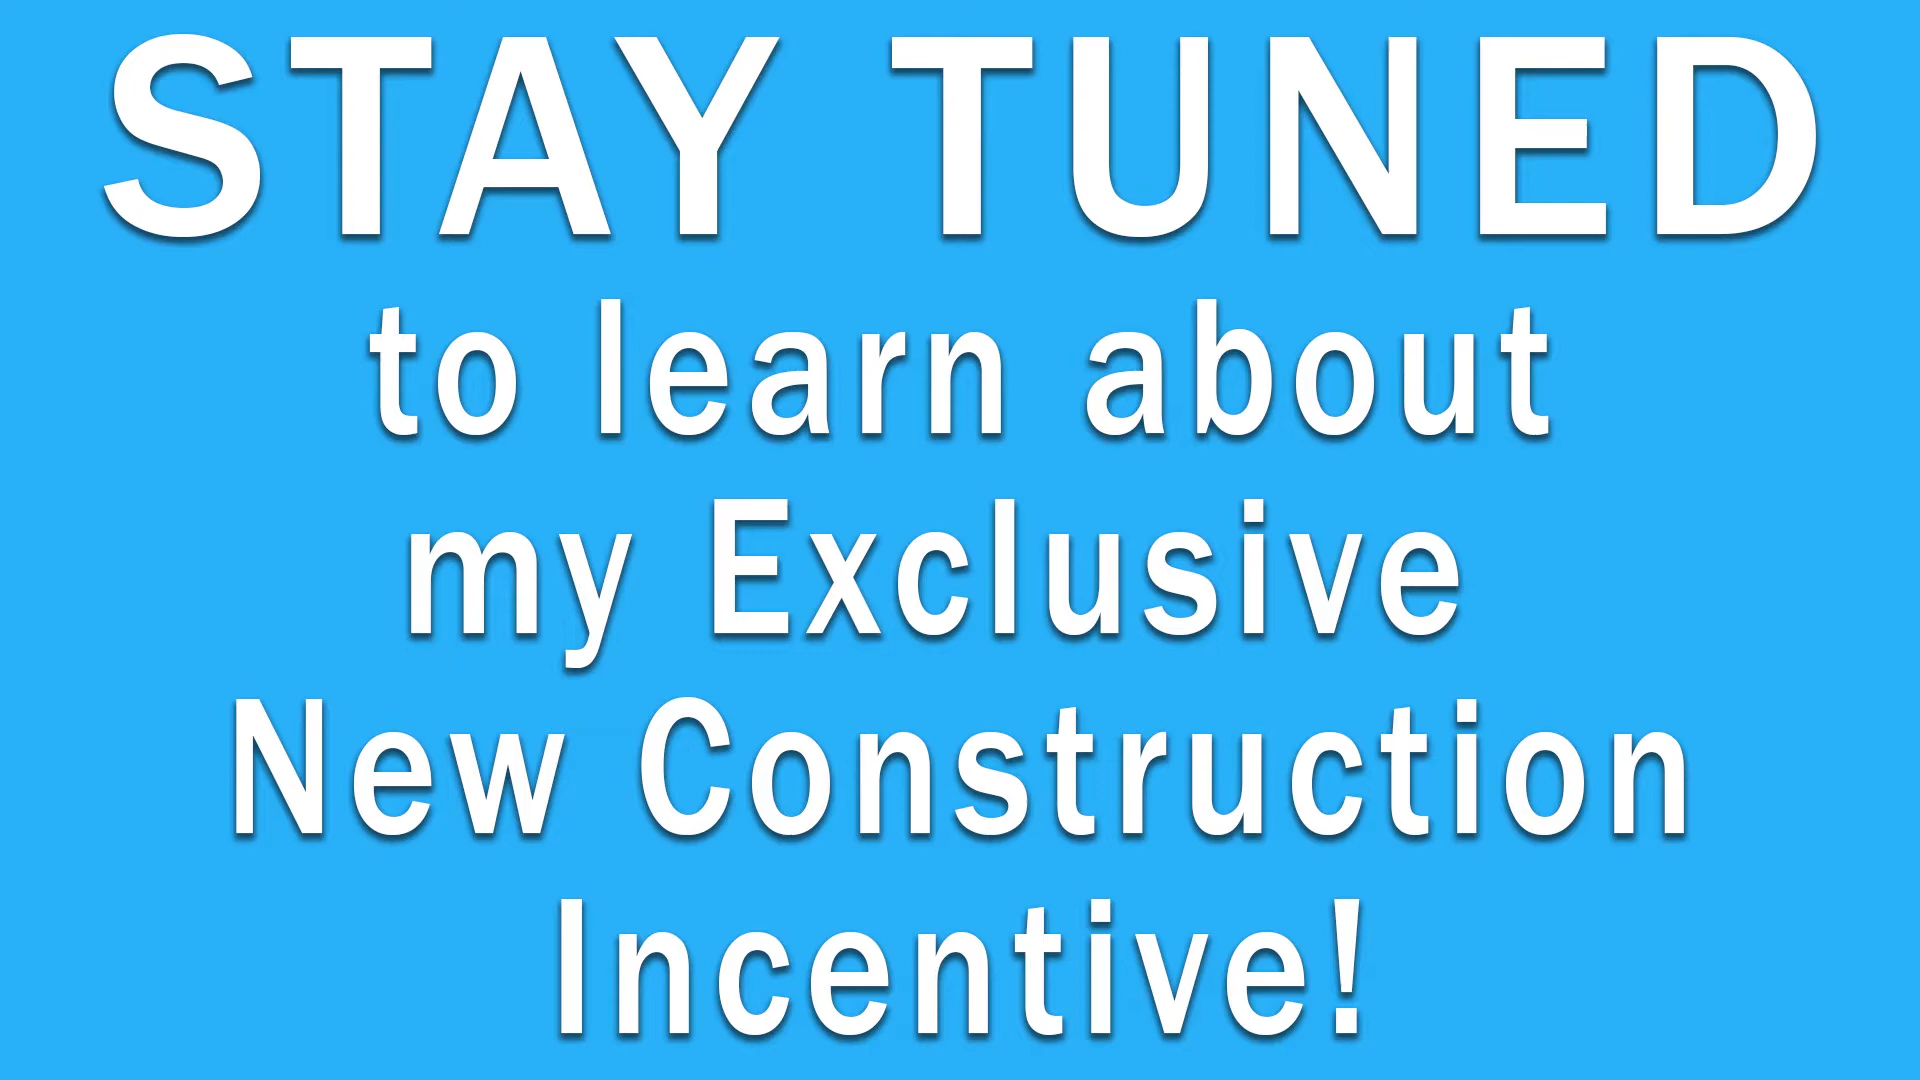 STAY TUNED
to learn about
my Exclusive
New Construction
Incentive!